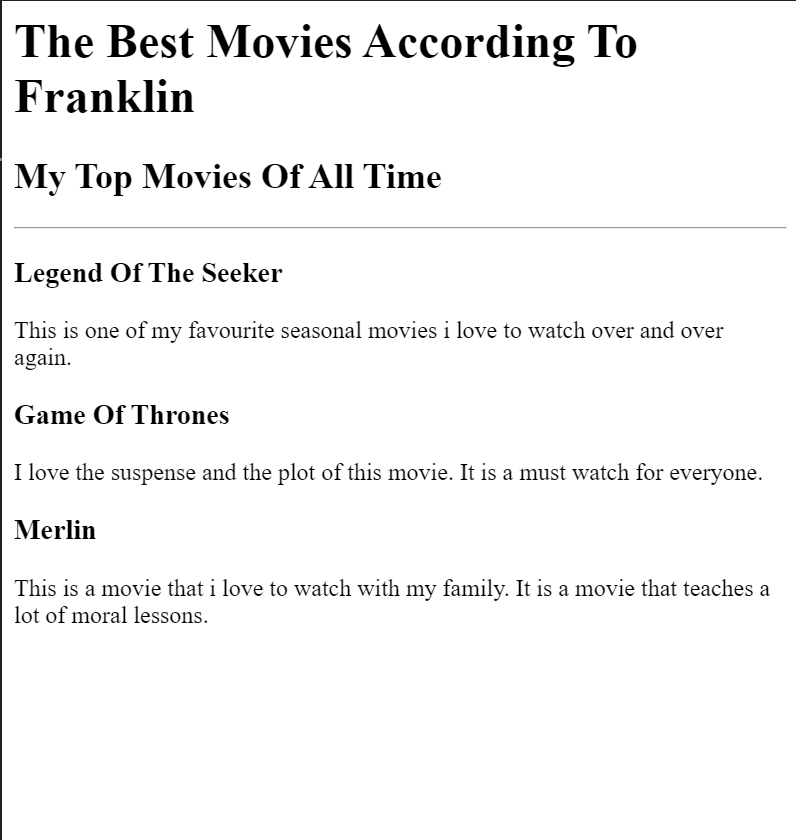 The Best Movies According To
Franklin
My Top Movies Of All Time
Legend Of The Seeker
This is one of my favourite seasonal movies i love to watch over and over
again.
Game Of Thrones
I love the suspense and the plot of this movie. It is a must watch for everyone.
Merlin
This is a movie that i love to watch with my family. It is a movie that teaches a
lot of moral lessons.